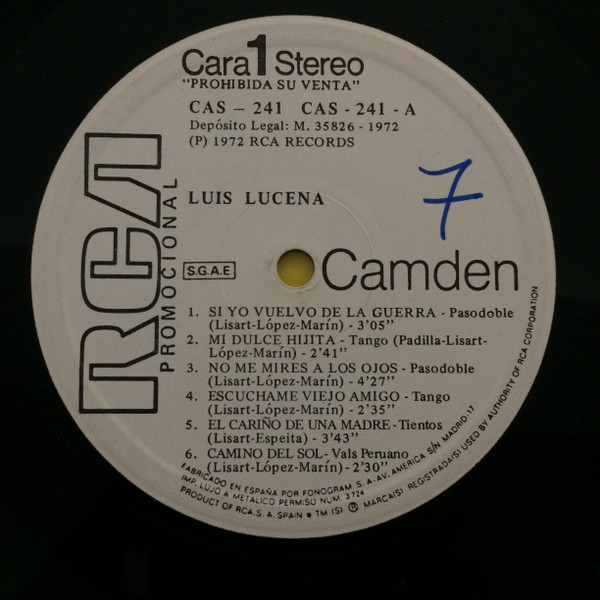 Cara 1 Stereo
"PROHIBIDA SU VENTA"
CAS – 241 CAS - 241 - A
Depósito Legal: M. 35826 - 1972
(P) 1972 RCA RECORDS
RCA
PROMOCIONAL
LUIS LUCENA
7
S.G.A.E
Camden
1. SI YO VUELVO DE LA GUERRA - Pasodoble
(Lisart-López-Marín) - 3'05"
2. MI DULCE HIJITA - Tango (Padilla-Lisart-
López-Marín) - 2'41"
3. NO ME MIRES A LOS OJOS - Pasodoble
(Lisart-López-Marín) - 4'27"
4. ESCUCHAME VIEJO AMIGO - Tango
(Lisart-López-Marín) - 2'35"
5. EL CARIÑO DE UNA MADRE - Tientos
(Lisart-Espeita) - 3'43"
6. CAMINO DEL SOL - Vals Peruano
(Lisart-López-Marín) - 2'30"
FABRICADO EN ESPAÑA POR FONOGRAM. S. A. AV. AMERICA S/N MADRID-17
IMP. LUJO A METALICO PERMISO NUM. 3724
PRODUCT OF RCA. S. A. SPAIN ● TM (S) ® MARCA(S) REGISTRADA(S) USED BY AUTHORITY OF RCA CORPORATION